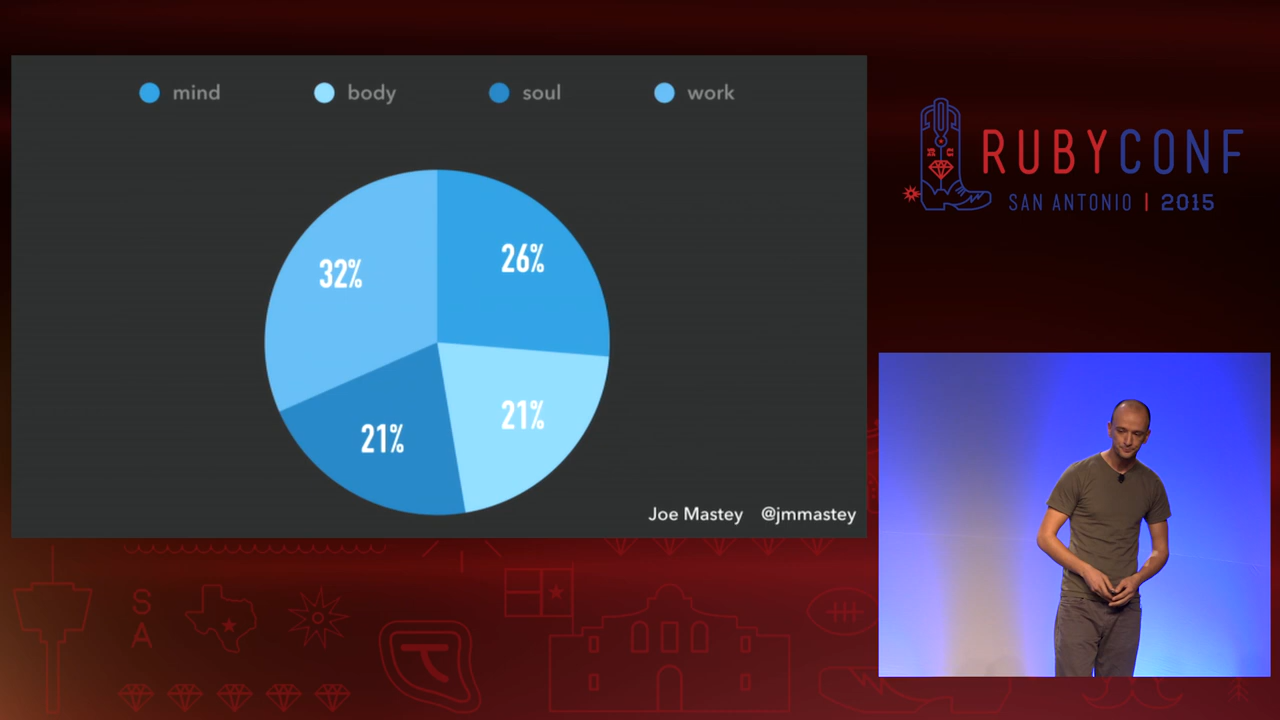 mind body soul work
32% 26%
21% 21%
Joe Mastey @jmmastey
RUBYCONF
SAN ANTONIO | 2015
S
A